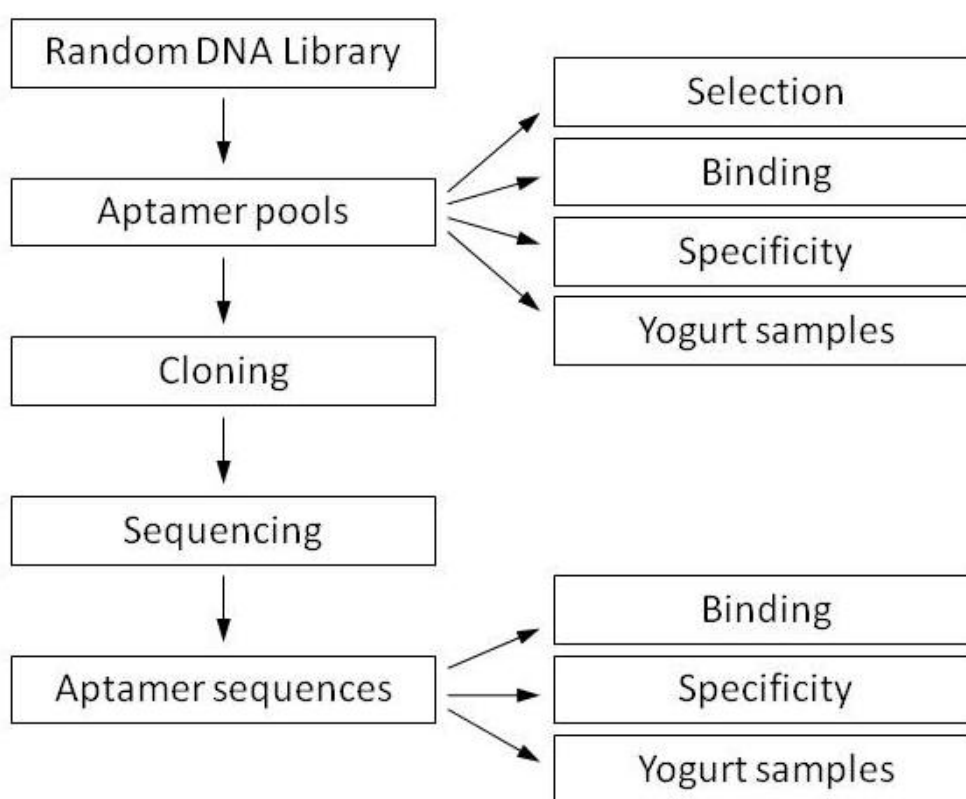 Random DNA Library
Aptamer pools
Selection
Binding
Specificity
Yogurt samples
Cloning
Sequencing
Aptamer sequences
Binding
Specificity
Yogurt samples